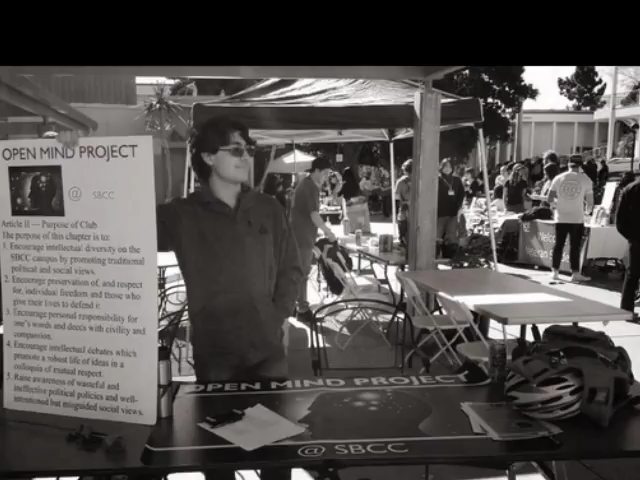 OPEN MIND PROJECT
@ SBCC
Article II — Purpose of Club
The purpose of this chapter is to:
1. Encourage intellectual diversity on the
SBCC campus by promoting traditional
political and social views.
2. Encourage preservation of, and respect
for, individual freedom and those who
give their lives to defend it.
3. Encourage personal responsibility for
one's words and deeds with civility and
compassion.
4. Encourage intellectual debates which
promote a robust life of ideas in a
colloquia of mutual respect.
5. Raise awareness of wasteful and
ineffective political policies and well-
intentioned but misguided social views.
OPEN MIND PROJECT
@ SBCC
Welcome